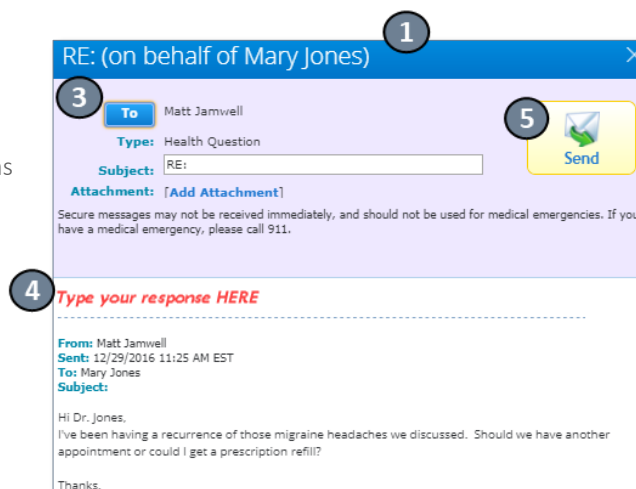 1
RE: (on behalf of Mary Jones)
3
To Matt Jamwell
5
Type: Health Question
Send
Subject: RE:
Attachment: [Add Attachment]
Secure messages may not be received immediately, and should not be used for medical emergencies. If you
have a medical emergency, please call 911.
4
Type your response HERE
From: Matt Jamwell
Sent: 12/29/2016 11:25 AM EST
To: Mary Jones
Subject:
Hi Dr. Jones,
I've been having a recurrence of those migraine headaches we discussed. Should we have another
appointment or could I get a prescription refill?
Thanks,